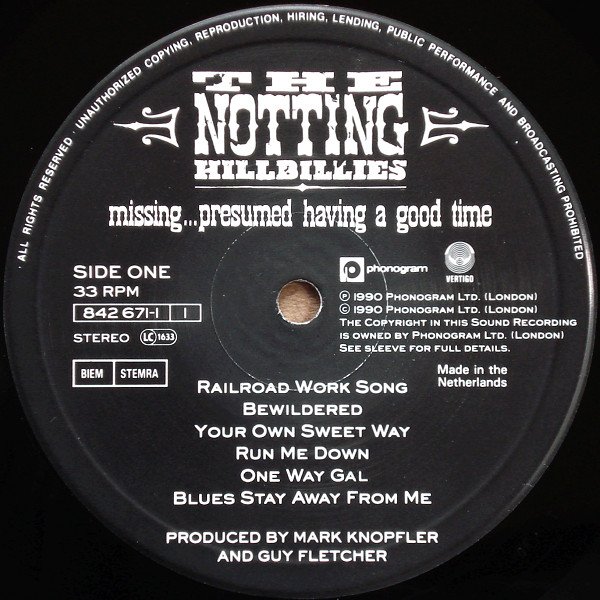 ALL RIGHTS RESERVED · UNAUTHORIZED COPYING, REPRODUCTION, HIRING, LENDING, PUBLIC PERFORMANCE AND BROADCASTING PROHIBITED
THE
NOTTING
HILLBILLIES
missing...presumed having a good time
SIDE ONE
33 RPM
842 671-1 1
STEREO LC 1633
BIEM STEMRA
phonogram
VERTIGO
Ⓟ 1990 PHONOGRAM LTD. (LONDON)
© 1990 PHONOGRAM LTD. (LONDON)
THE COPYRIGHT IN THIS SOUND RECORDING
IS OWNED BY PHONOGRAM LTD. (LONDON)
SEE SLEEVE FOR FULL DETAILS.
Made in the
Netherlands
RAILROAD WORK SONG
BEWILDERED
YOUR OWN SWEET WAY
RUN ME DOWN
ONE WAY GAL
BLUES STAY AWAY FROM ME
PRODUCED BY MARK KNOPFLER
AND GUY FLETCHER